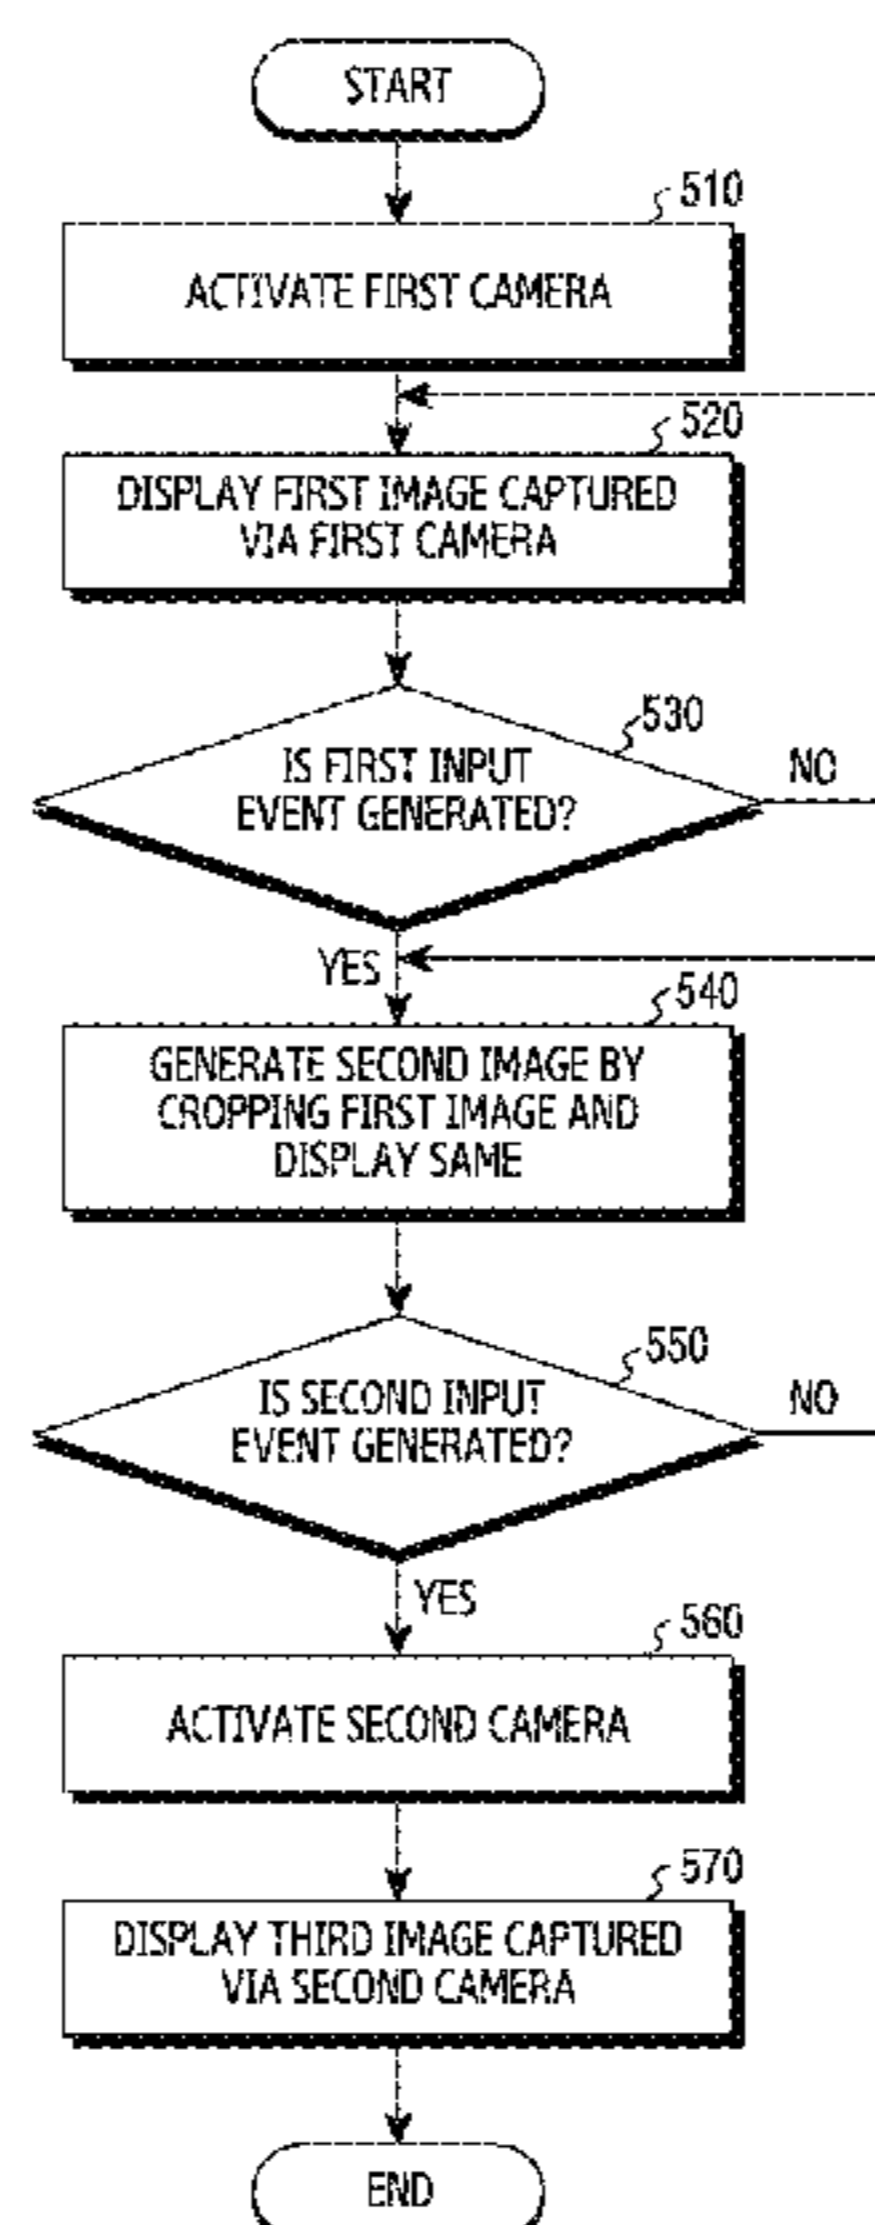 START
510
ACTIVATE FIRST CAMERA
520
DISPLAY FIRST IMAGE CAPTURED
VIA FIRST CAMERA
530
IS FIRST INPUT
EVENT GENERATED?
NO
YES
540
GENERATE SECOND IMAGE BY
CROPPING FIRST IMAGE AND
DISPLAY SAME
550
IS SECOND INPUT
EVENT GENERATED?
NO
YES
560
ACTIVATE SECOND CAMERA
570
DISPLAY THIRD IMAGE CAPTURED
VIA SECOND CAMERA
END